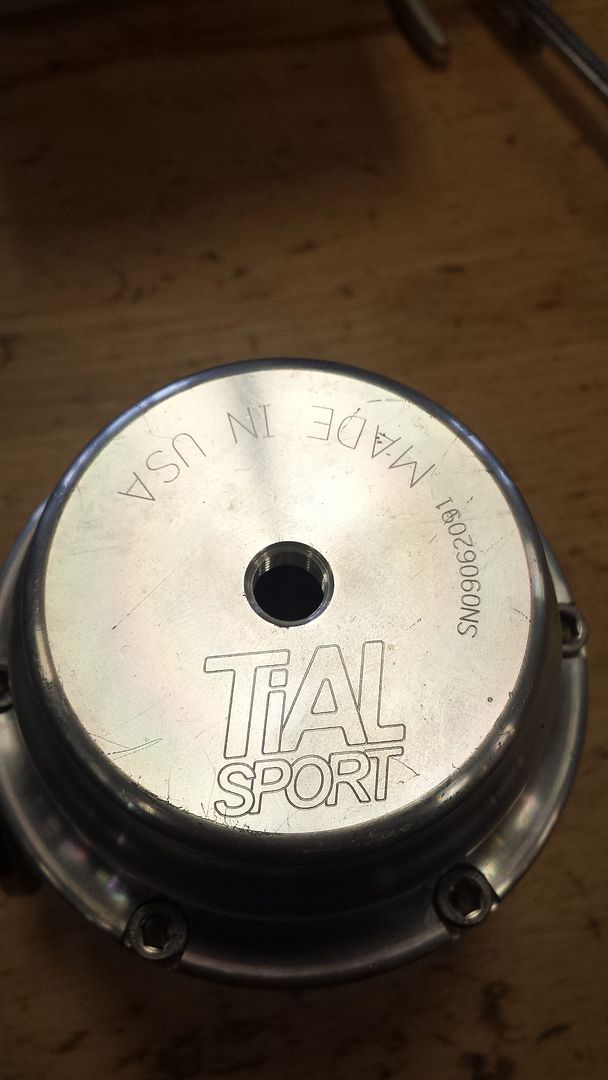 MADE IN USA
SN09062091
TiAL
SPORT